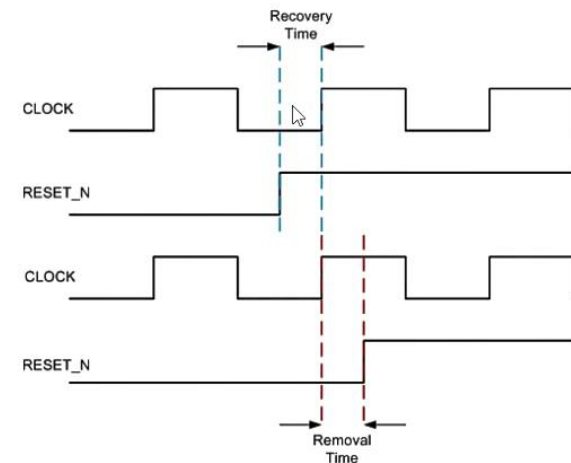 Recovery
Time
CLOCK
RESET_N
CLOCK
RESET_N
Removal
Time